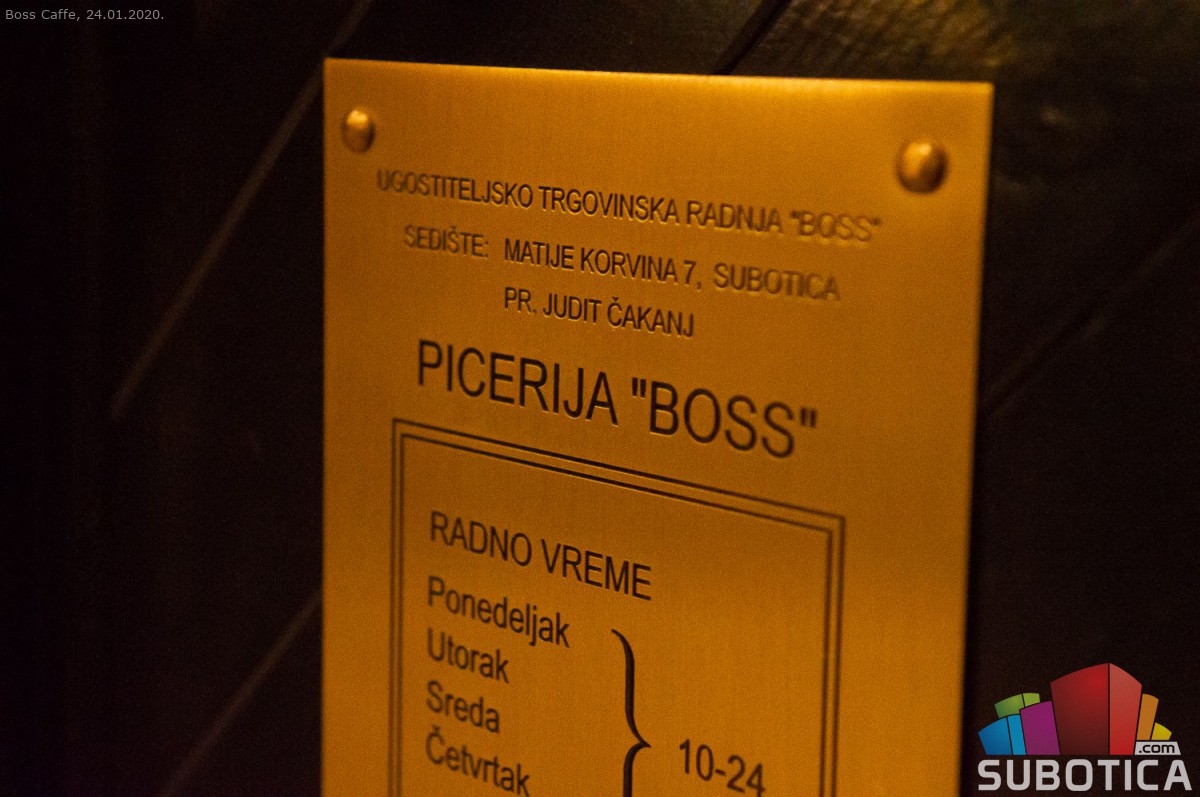 Boss Caffe, 24.01.2020.
UGOSTITELJSKO TRGOVINSKA RADNJA "BOSS"
SEDIŠTE: MATIJE KORVINA 7, SUBOTICA
PR. JUDIT ČAKANJ
PICERIJA "BOSS"
RADNO VREME
Ponedeljak
Utorak
Sreda
Četvrtak
10-24
.com
SUBOTICA